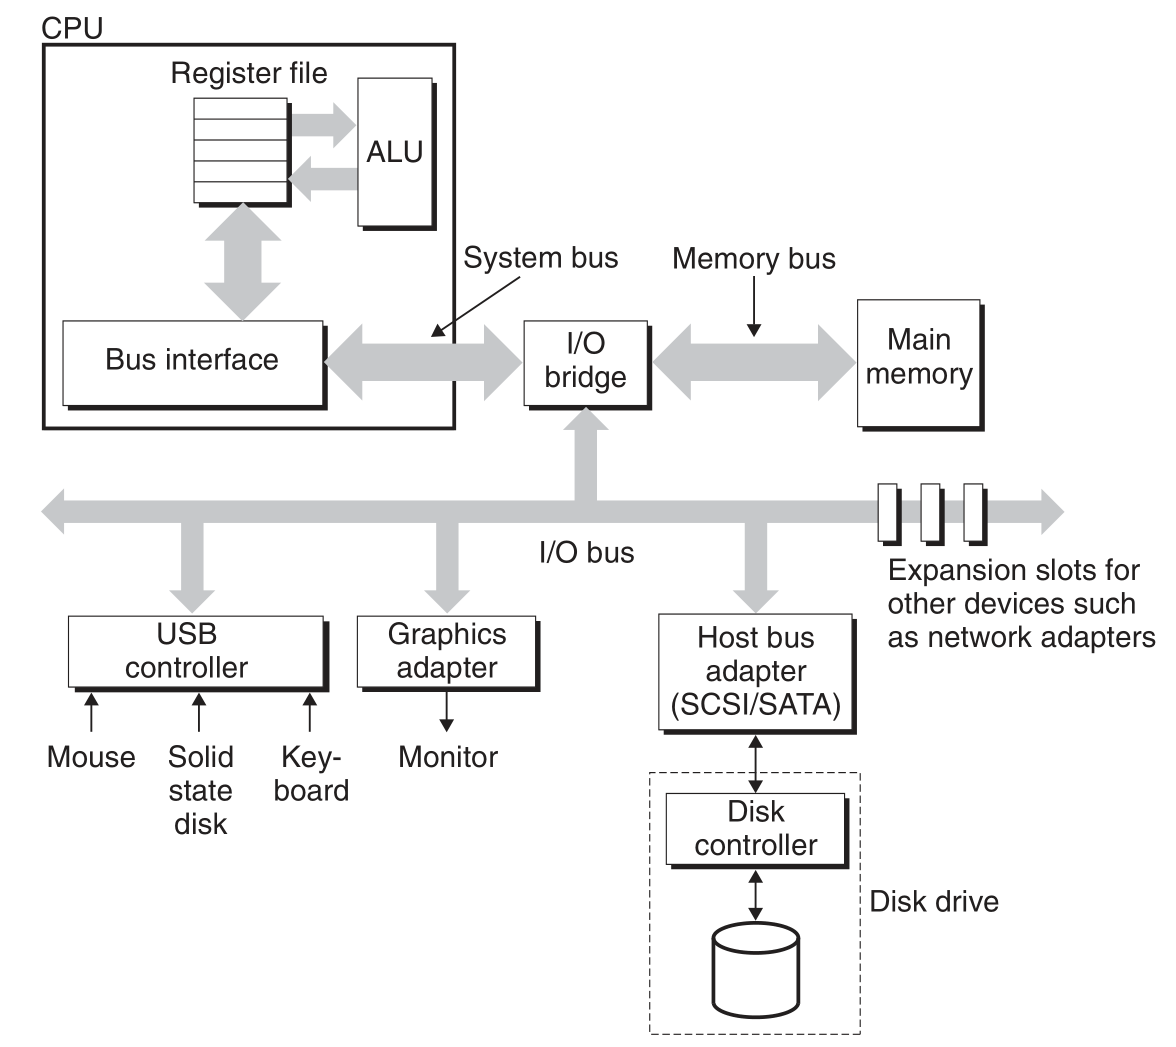 CPU
Register file
ALU
System bus
Memory bus
Bus interface
I/O
bridge
Main
memory
I/O bus
Expansion slots for
other devices such
as network adapters
USB
controller
Graphics
adapter
Host bus
adapter
(SCSI/SATA)
Mouse
Solid
state
disk
Key-
board
Monitor
Disk
controller
Disk drive